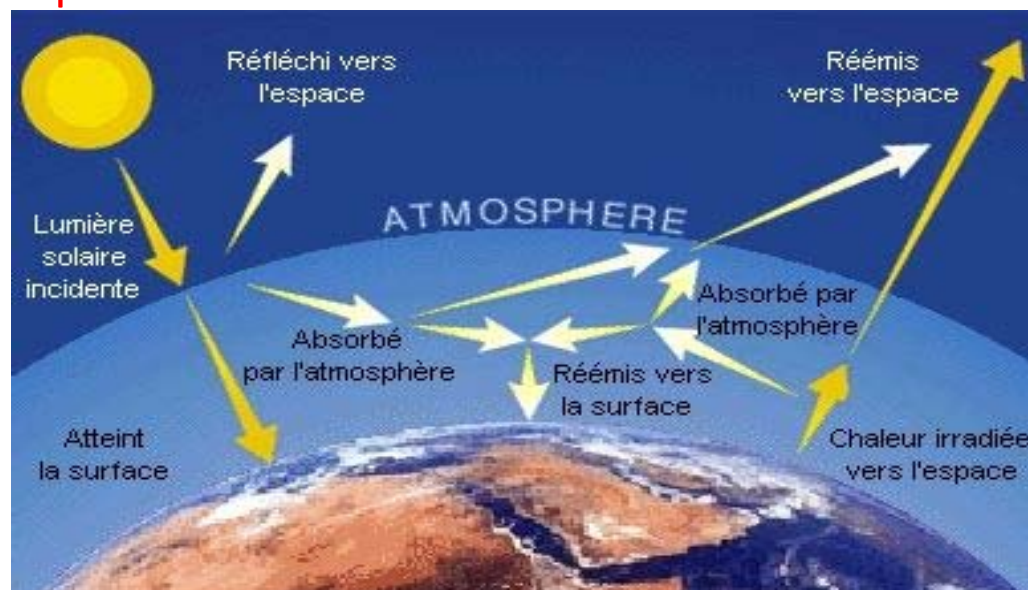 Réfléchi vers
l'espace
Réémis
vers l'espace
Lumière
solaire
incidente
ATMOSPHERE
Absorbé
par l'atmosphère
Absorbé par
l'atmosphère
Réémis vers
la surface
Atteint
la surface
Chaleur irradiée
vers l'espace